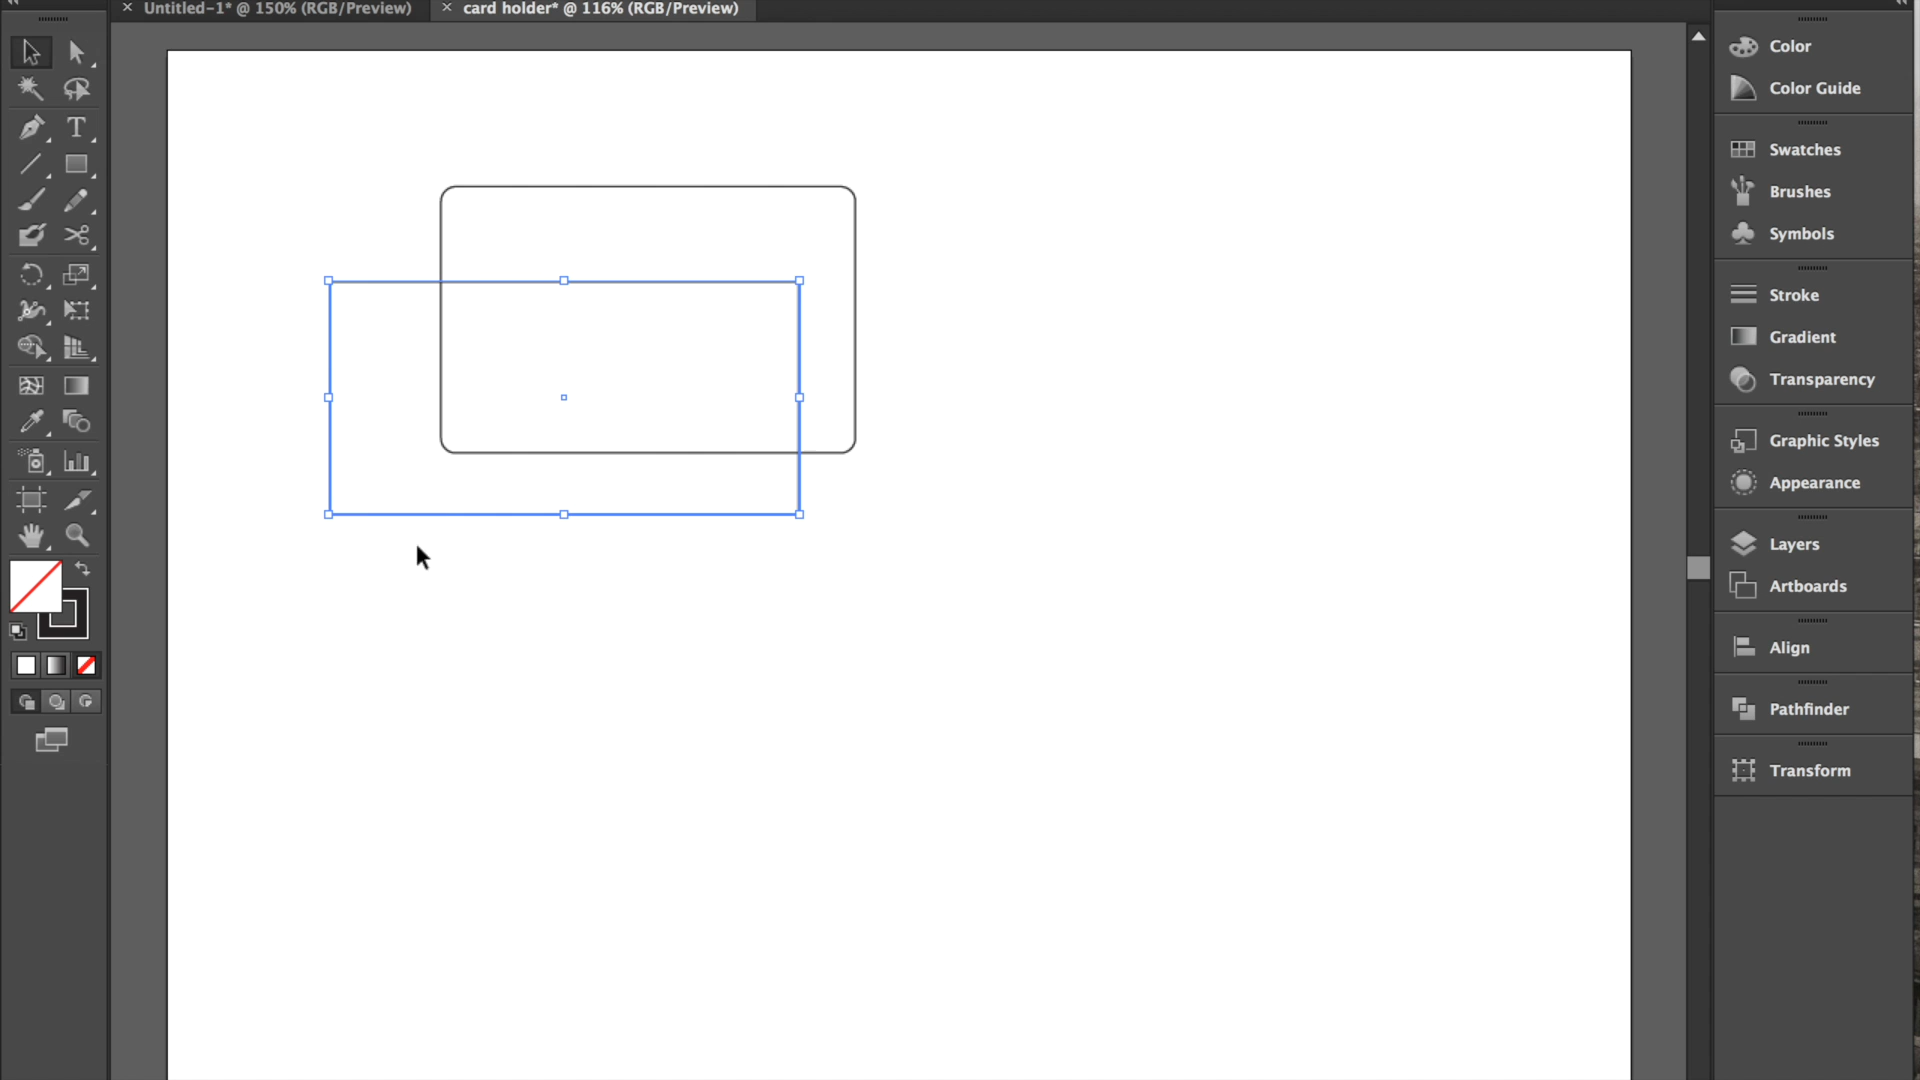 × Untitled-1* @ 150% (RGB/Preview) × card holder* @ 116% (RGB/Preview)
Color
Color Guide
Swatches
Brushes
Symbols
Stroke
Gradient
Transparency
Graphic Styles
Appearance
Layers
Artboards
Align
Pathfinder
Transform